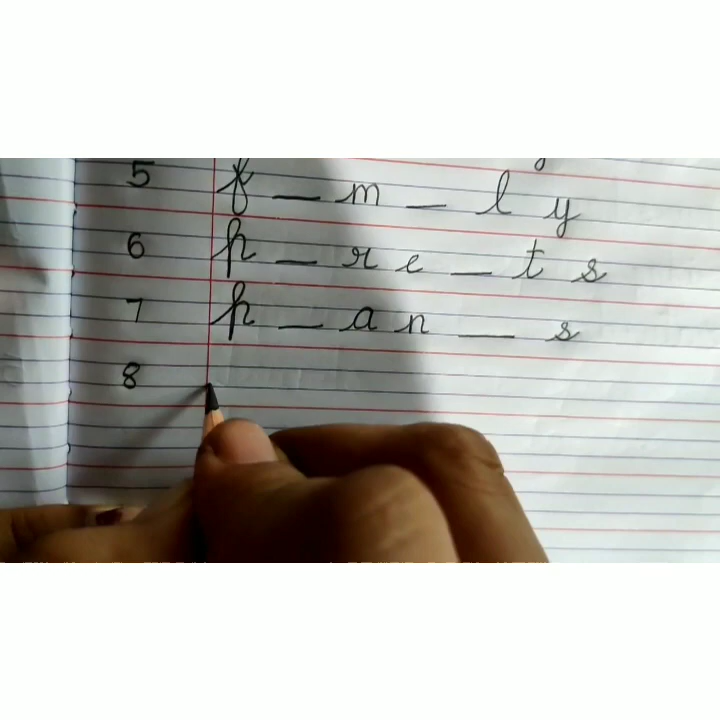 5 f _ m _ l y
6 p _ r e _ t s
7 p _ a n _ s
8